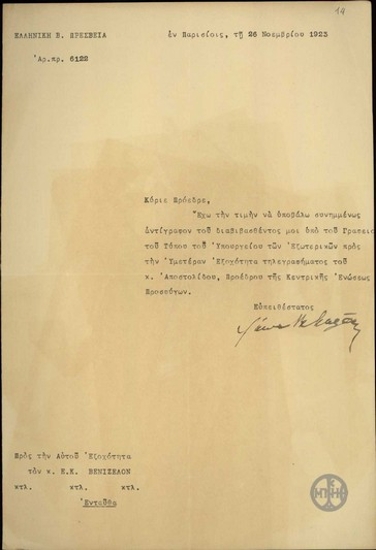 14
ΕΛΛΗΝΙΚΗ Β. ΠΡΕΣΒΕΙΑ
ἐν Παρισίοις, τῇ 26 Νοεμβρίου 1923
Ἀρ.πρ. 6122
Κύριε Πρόεδρε,
Ἔχω τὴν τιμὴν νὰ ὑποβάλω συνημμένως
ἀντίγραφον τοῦ διαβιβασθέντος μοι ὑπὸ τοῦ Γραφείο
τοῦ Τύπου τοῦ Ὑπουργείου τῶν Ἐξωτερικῶν πρὸς
τὴν Ὑμετέραν Ἐξοχότητα τηλεγραφήματος τοῦ
κ. Ἀποστολίδου, Προέδρου τῆς Κεντρικῆς Ἑνώσεως
Εὐπειθέστατος
Πρὸς τὴν Αὐτοῦ Ἐξοχότητα
τὸν κ. Ε.Κ. ΒΕΝΙΖΕΛΟΝ
κτλ. κτλ. κτλ.
Ἐνταῦθα